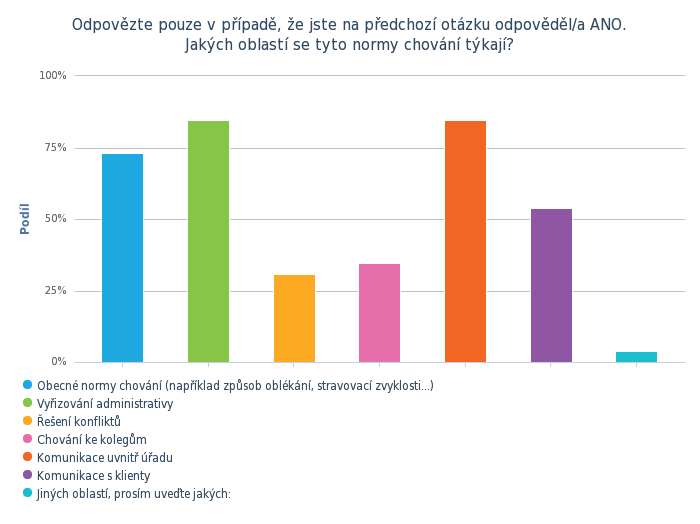 Odpovězte pouze v případě, že jste na předchozí otázku odpověděl/a ANO.
Jakých oblastí se tyto normy chování týkají?
100%
75%
50%
25%
0%
Podíl
Obecné normy chování (například způsob oblékání, stravovací zvyklosti...)
Vyřizování administrativy
Řešení konfliktů
Chování ke kolegům
Komunikace uvnitř úřadu
Komunikace s klienty
Jiných oblastí, prosím uveďte jakých: